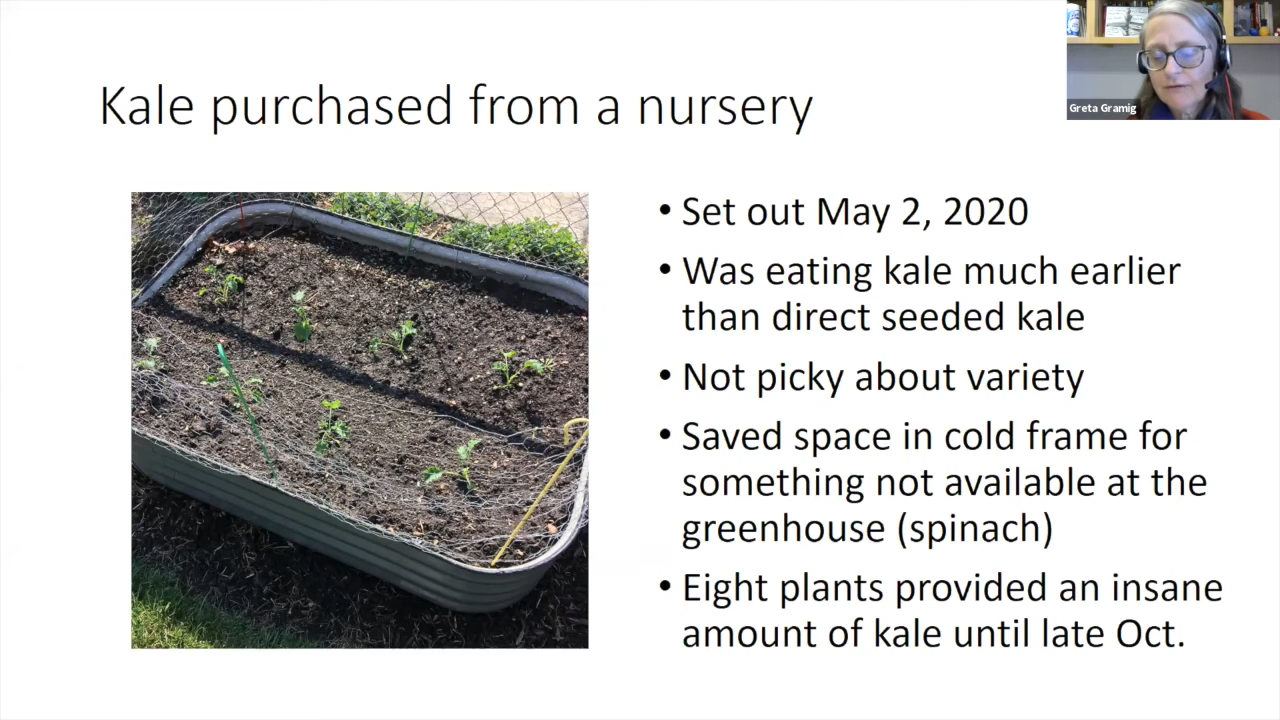 Greta Gramig
Kale purchased from a nursery
• Set out May 2, 2020
• Was eating kale much earlier
than direct seeded kale
• Not picky about variety
• Saved space in cold frame for
something not available at the
greenhouse (spinach)
• Eight plants provided an insane
amount of kale until late Oct.